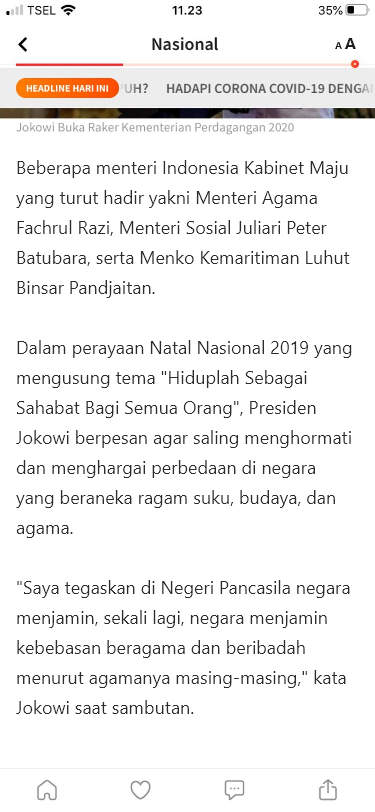 TSEL 11.23 35%
Nasional A A
HEADLINE HARI INI UH? HADAPI CORONA COVID-19 DENGAN
Jokowi Buka Raker Kementerian Perdagangan 2020
Beberapa menteri Indonesia Kabinet Maju
yang turut hadir yakni Menteri Agama
Fachrul Razi, Menteri Sosial Juliari Peter
Batubara, serta Menko Kemaritiman Luhut
Binsar Pandjaitan.
Dalam perayaan Natal Nasional 2019 yang
mengusung tema "Hiduplah Sebagai
Sahabat Bagi Semua Orang", Presiden
Jokowi berpesan agar saling menghormati
dan menghargai perbedaan di negara
yang beraneka ragam suku, budaya, dan
agama.
"Saya tegaskan di Negeri Pancasila negara
menjamin, sekali lagi, negara menjamin
kebebasan beragama dan beribadah
menurut agamanya masing-masing," kata
Jokowi saat sambutan.